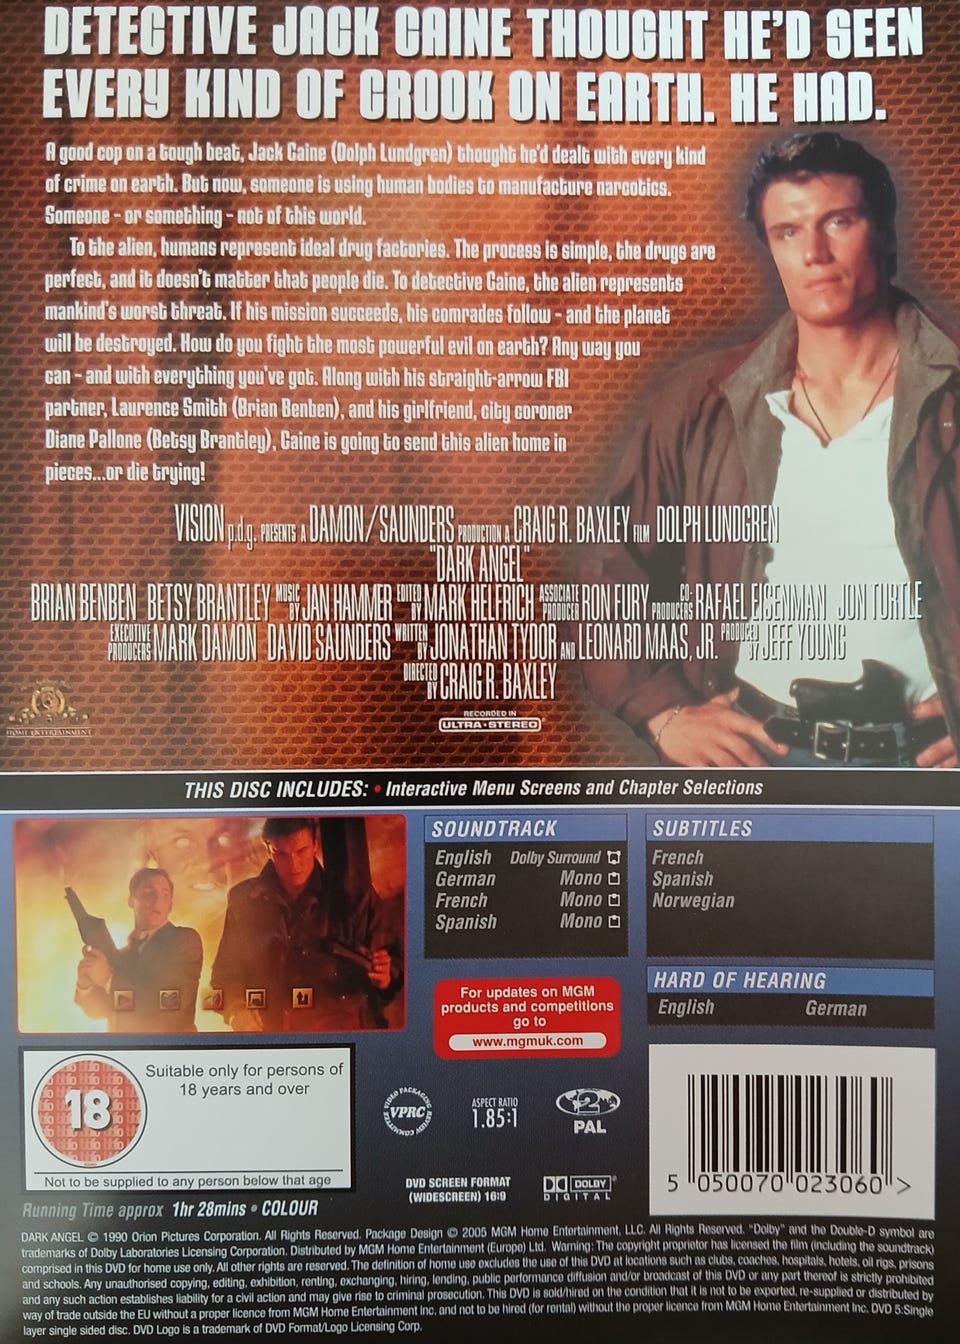 DETECTIVE JACK CAINE THOUGHT HE'D SEEN
EVERY KIND OF CROOK ON EARTH. HE HAD.
A good cop on a tough beat, Jack Caine (Dolph Lundgren) thought he'd dealt with every kind
of crime on earth. But now, someone is using human bodies to manufacture narcotics.
Someone - or something - not of this world.
To the alien, humans represent ideal drug factories. The process is simple, the drugs are
perfect, and it doesn't matter that people die. To detective Caine, the alien represents
mankind's worst threat. If his mission succeeds, his comrades follow - and the planet
will be destroyed. How do you fight the most powerful evil on earth? Any way you
can - and with everything you've got. Along with his straight-arrow FBI
partner, Laurence Smith (Brian Benben), and his girlfriend, city coroner
Diane Pallone (Betsy Brantley), Caine is going to send this alien home in
pieces...or die trying!
VISION p.d.g. PRESENTS A DAMON/SAUNDERS PRODUCTION A CRAIG R. BAXLEY FILM DOLPH LUNDGREN
"DARK ANGEL"
BRIAN BENBEN BETSY BRANTLEY MUSIC BY JAN HAMMER EDITED BY MARK HELFRICH ASSOCIATE PRODUCER RON FURY CO-PRODUCERS RAFAEL EISENMAN JON TURTLE
EXECUTIVE PRODUCERS MARK DAMON DAVID SAUNDERS WRITTEN BY JONATHAN TYDOR AND LEONARD MAAS, JR. PRODUCED BY JEFF YOUNG
DIRECTED BY CRAIG R. BAXLEY
HOME ENTERTAINMENT
RECORDED IN
ULTRA·STEREO
THIS DISC INCLUDES: • Interactive Menu Screens and Chapter Selections
SOUNDTRACK
English Dolby Surround
German Mono
French Mono
Spanish Mono
SUBTITLES
French
Spanish
Norwegian
HARD OF HEARING
English German
For updates on MGM
products and competitions
go to
www.mgmuk.com
18
Suitable only for persons of
18 years and over
Not to be supplied to any person below that age
VIDEO PACKAGING REVIEW COMMITTEE
VPRC
ASPECT RATIO
1.85:1
2
PAL
DVD SCREEN FORMAT
(WIDESCREEN) 16:9
DOLBY
DIGITAL
5 050070 023060 >
Running Time approx 1hr 28mins • COLOUR
DARK ANGEL © 1990 Orion Pictures Corporation. All Rights Reserved. Package Design © 2005 MGM Home Entertainment, LLC. All Rights Reserved. "Dolby" and the Double-D symbol are
trademarks of Dolby Laboratories Licensing Corporation. Distributed by MGM Home Entertainment (Europe) Ltd. Warning: The copyright proprietor has licensed the film (including the soundtrack)
comprised in this DVD for home use only. All other rights are reserved. The definition of home use excludes the use of this DVD at locations such as clubs, coaches, hospitals, hotels, oil rigs, prisons
and schools. Any unauthorised copying, editing, exhibition, renting, exchanging, hiring, lending, public performance diffusion and/or broadcast of this DVD or any part thereof is strictly prohibited
and any such action establishes liability for a civil action and may give rise to criminal prosecution. This DVD is sold/hired on the condition that it is not to be exported, re-supplied or distributed by
way of trade outside the EU without a proper licence from MGM Home Entertainment Inc. and not to be hired (for rental) without the proper licence from MGM Home Entertainment Inc. DVD 5:Single
layer single sided disc. DVD Logo is a trademark of DVD Format/Logo Licensing Corp.